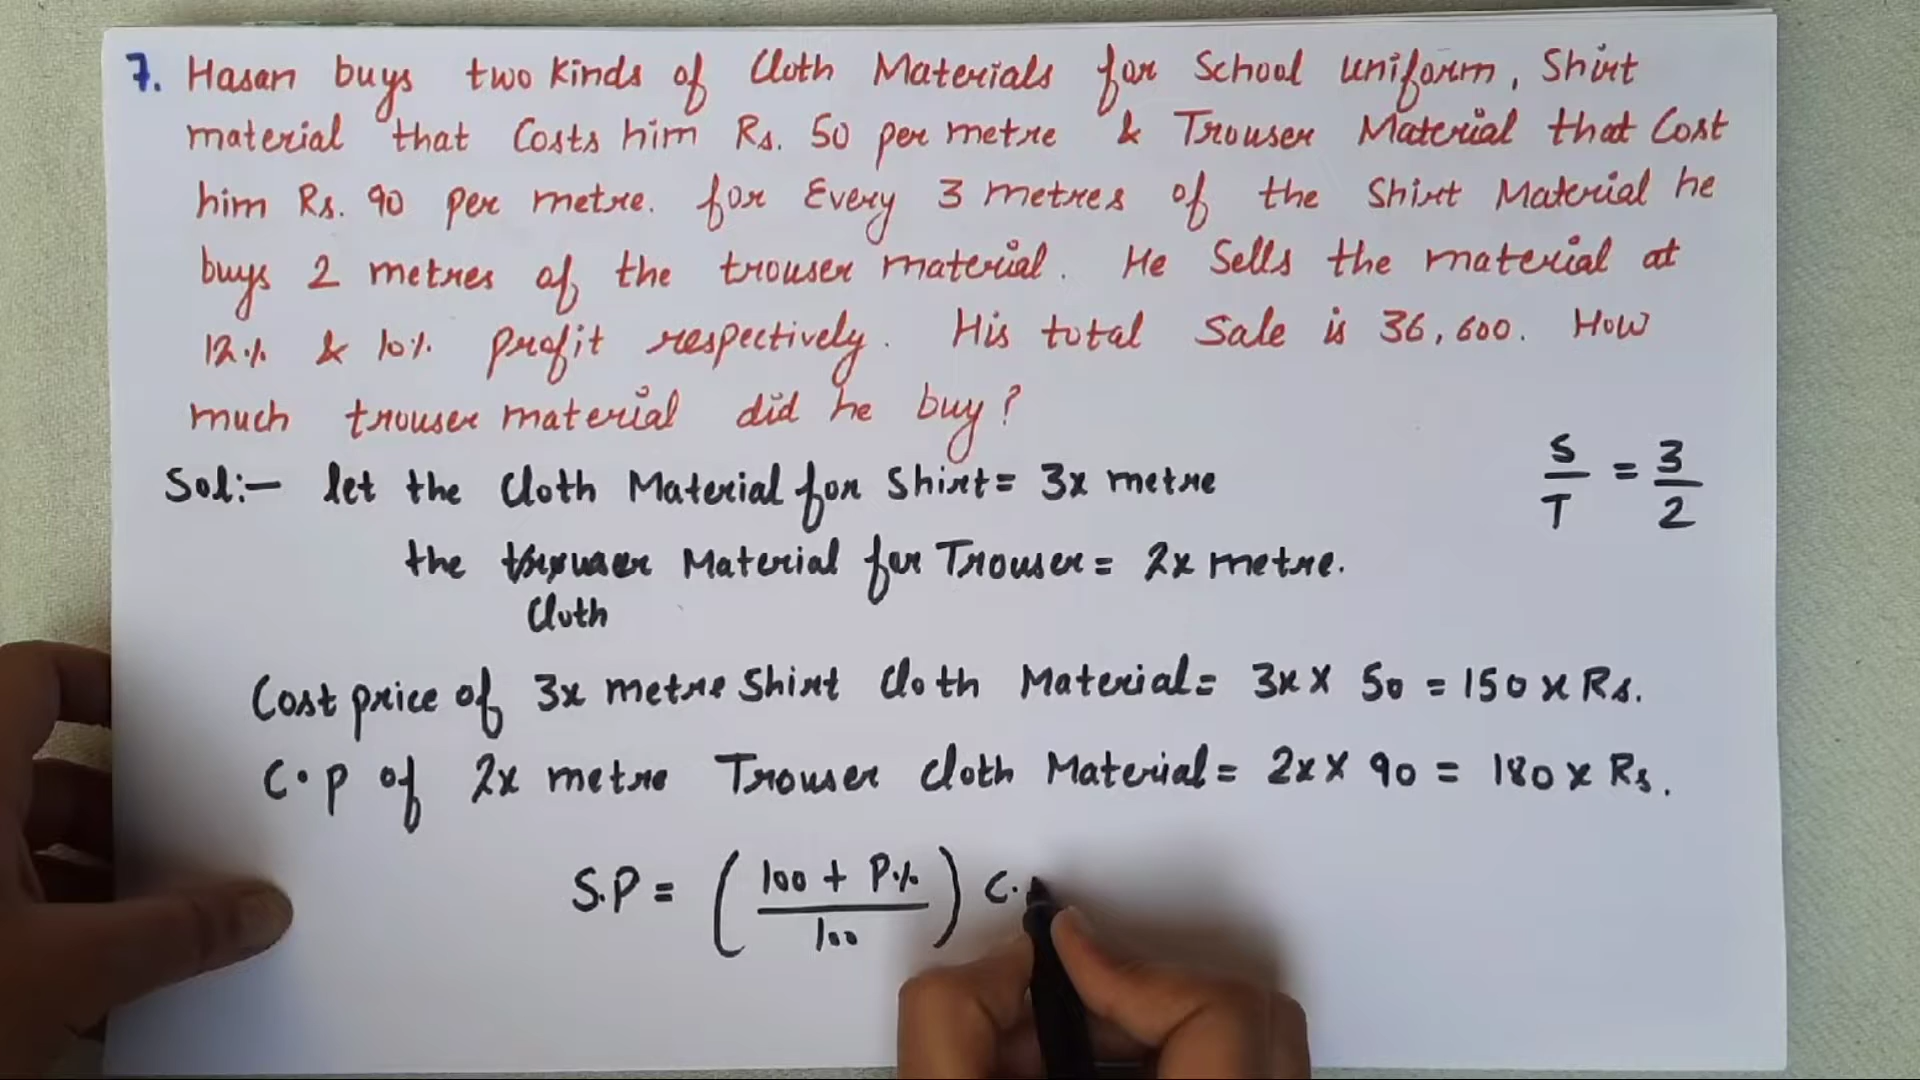 7. Hasan buys two kinds of Cloth Materials for School uniform, Shirt
material that Costs him Rs. 50 per metre & Trouser Material that Cost
him Rs. 90 per metre. for Every 3 metres of the Shirt Material he
buys 2 metres of the trouser material. He Sells the material at
12% & 10% profit respectively. His total Sale is 36,600. How
much trouser material did he buy?
S/T = 3/2
Sol:- let the Cloth Material for Shirt = 3x metre
the Material for Trouser = 2x metre.
Cloth
Cost price of 3x metre Shirt Cloth Material = 3x × 50 = 150x Rs.
C.P of 2x metre Trouser Cloth Material = 2x × 90 = 180x Rs.
S.P = (100 + P% / 100) C.